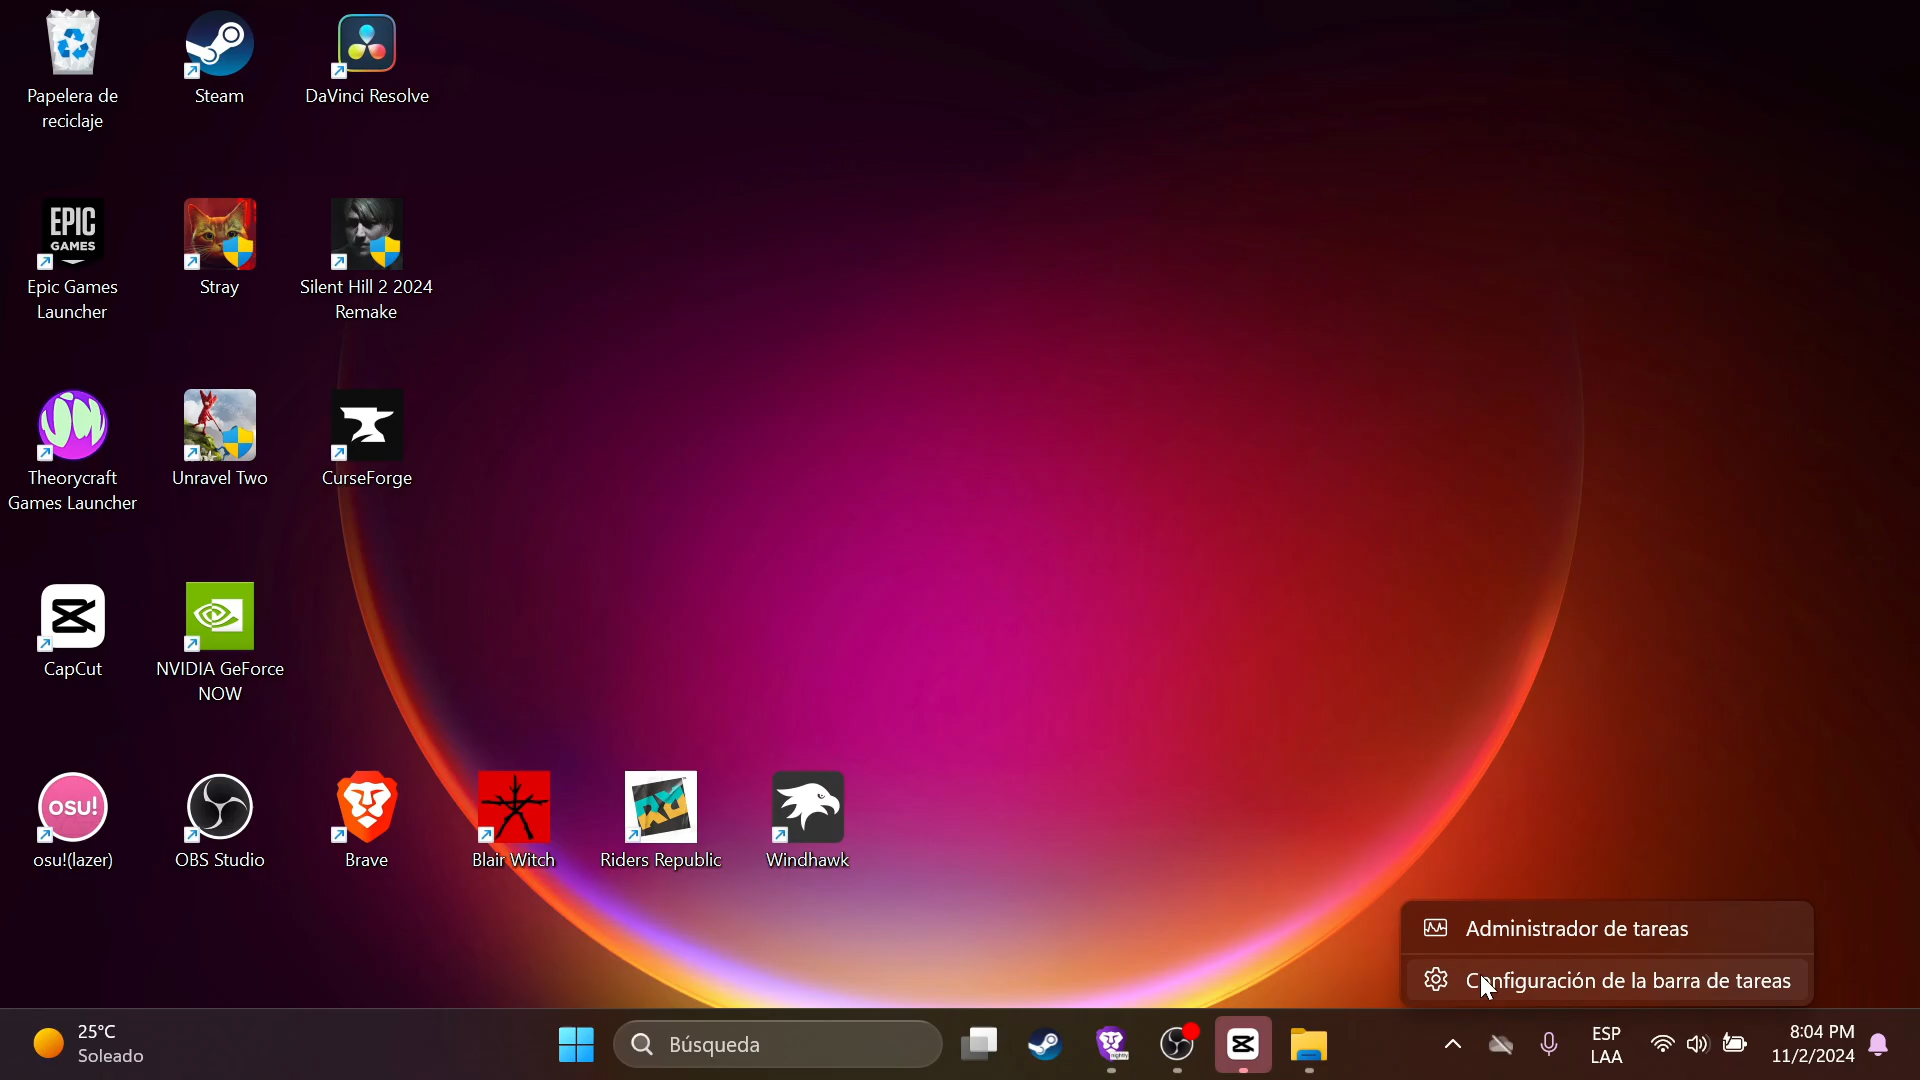 Papelera de
reciclaje
Steam
DaVinci Resolve
EPIC
GAMES
Epic Games
Launcher
Stray
Silent Hill 2 2024
Remake
Theorycraft
Games Launcher
Unravel Two
CurseForge
CapCut
NVIDIA GeForce
NOW
osu!
osu!(lazer)
OBS Studio
Brave
Blair Witch
Riders Republic
Windhawk
Administrador de tareas
Configuración de la barra de tareas
25°C
Soleado
Búsqueda
nightly
ESP
LAA
8:04 PM
11/2/2024